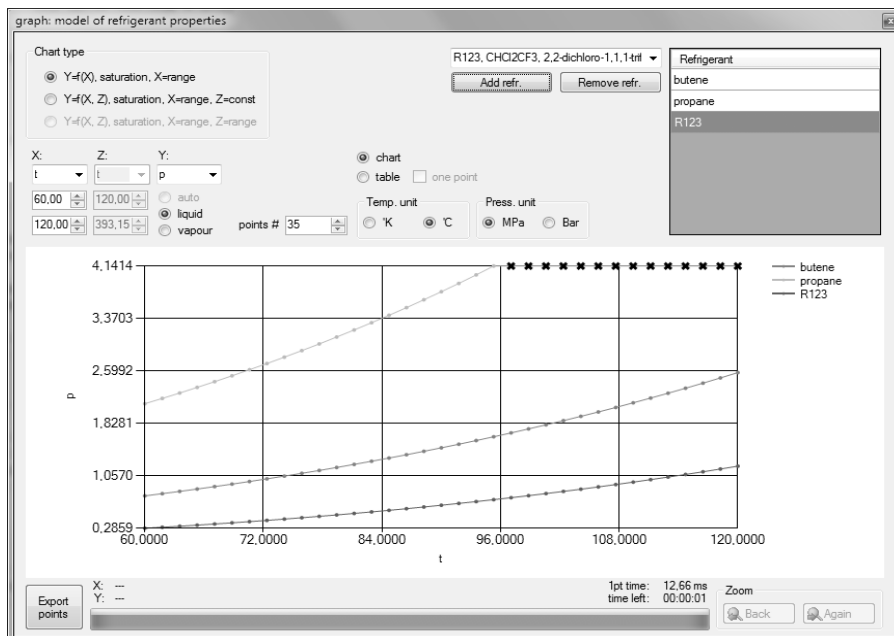 graph: model of refrigerant properties
Chart type
Y=f(X), saturation, X=range
Y=f(X, Z), saturation, X=range, Z=const
Y=f(X, Z), saturation, X=range, Z=range
R123, CHCl2CF3, 2,2-dichloro-1,1,1-trif
Add refr.
Remove refr.
Refrigerant
butene
propane
R123
X:
Z:
Y:
t
t
p
60,00
120,00
120,00
393,15
auto
liquid
vapour
points #
35
chart
table
one point
Temp. unit
'K
'C
Press. unit
MPa
Bar
4,1414
3,3703
2,5992
1,8281
1,0570
0,2859
p
60,0000
72,0000
84,0000
96,0000
108,0000
120,0000
t
butene
propane
R123
Export
points
X: ---
Y: ---
1pt time: 12,66 ms
time left: 00:00:01
Zoom
Back
Again